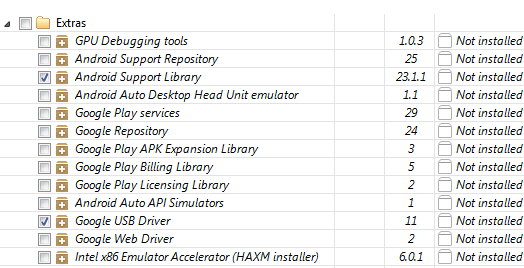 Extras
GPU Debugging tools 1.0.3 Not installed
Android Support Repository 25 Not installed
Android Support Library 23.1.1 Not installed
Android Auto Desktop Head Unit emulator 1.1 Not installed
Google Play services 29 Not installed
Google Repository 24 Not installed
Google Play APK Expansion Library 3 Not installed
Google Play Billing Library 5 Not installed
Google Play Licensing Library 2 Not installed
Android Auto API Simulators 1 Not installed
Google USB Driver 11 Not installed
Google Web Driver 2 Not installed
Intel x86 Emulator Accelerator (HAXM installer) 6.0.1 Not installed